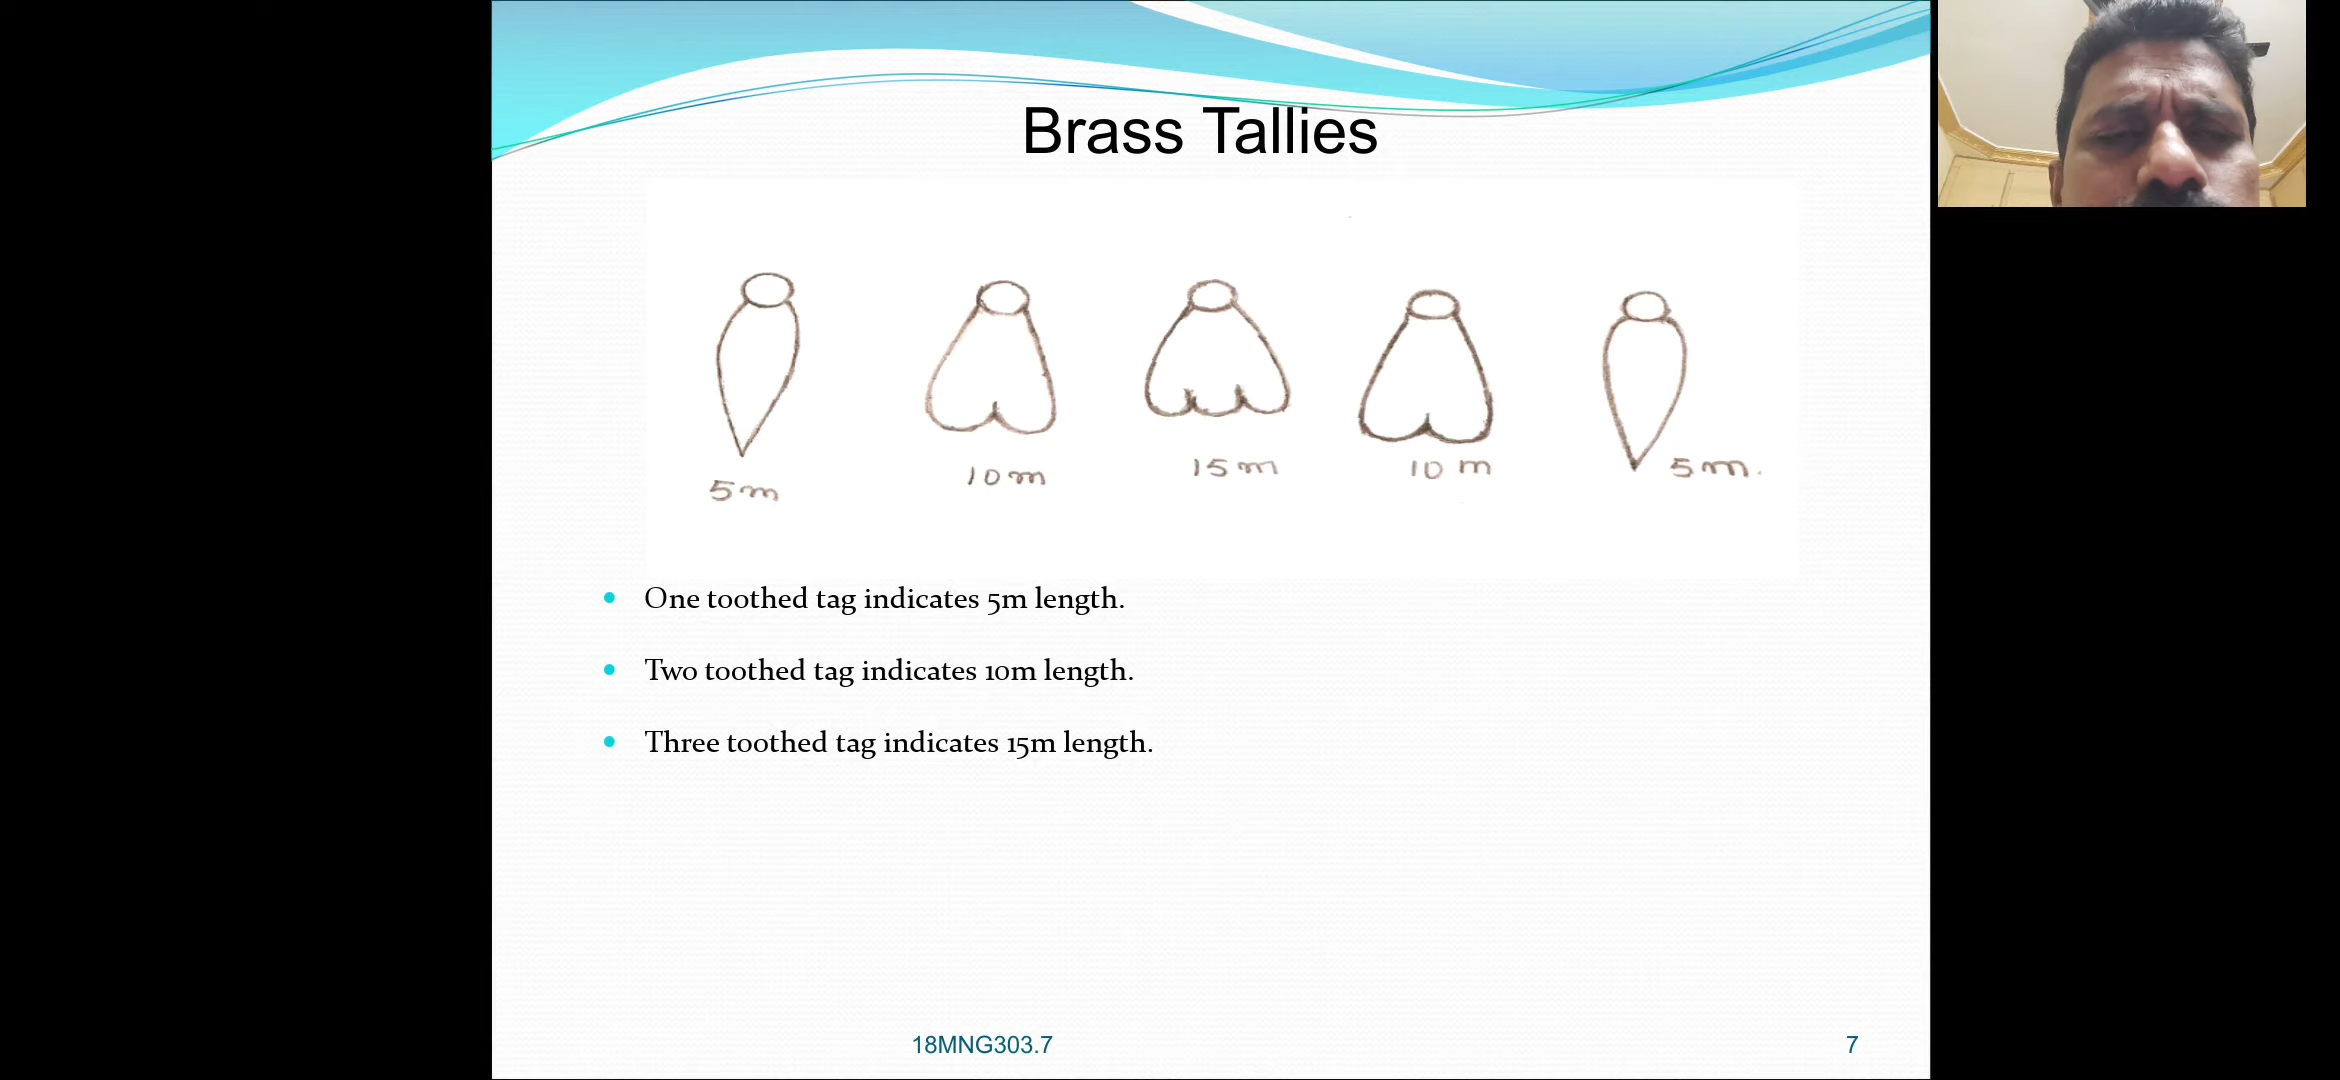 Brass Tallies
5m
10m
15m
10 m
5m.
One toothed tag indicates 5m length.
Two toothed tag indicates 10m length.
Three toothed tag indicates 15m length.
18MNG303.7
7